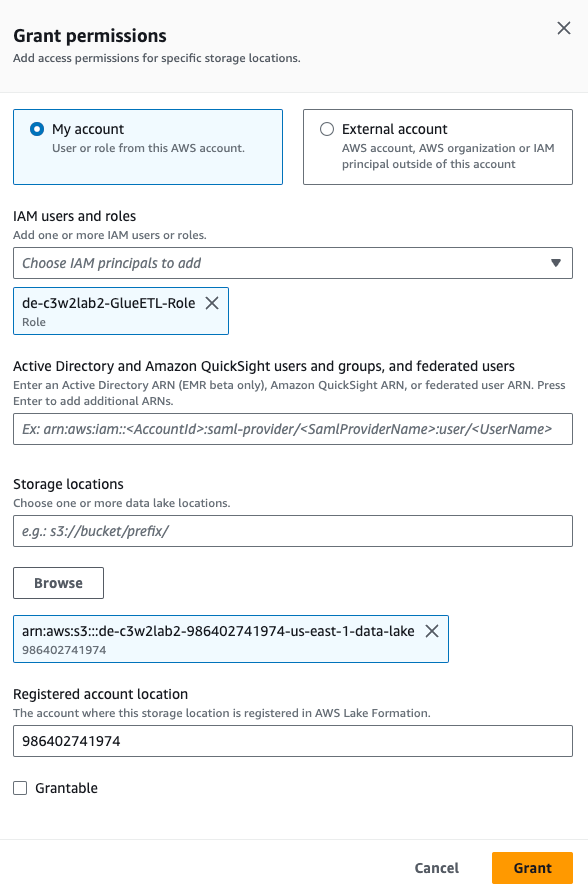 Grant permissions
Add access permissions for specific storage locations.
My account
User or role from this AWS account.
External account
AWS account, AWS organization or IAM
principal outside of this account
IAM users and roles
Add one or more IAM users or roles.
Choose IAM principals to add
de-c3w2lab2-GlueETL-Role
Role
Active Directory and Amazon QuickSight users and groups, and federated users
Enter an Active Directory ARN (EMR beta only), Amazon QuickSight ARN, or federated user ARN. Press
Enter to add additional ARNs.
Ex: arn:aws:iam::<AccountId>:saml-provider/<SamlProviderName>:user/<UserName>
Storage locations
Choose one or more data lake locations.
e.g.: s3://bucket/prefix/
Browse
arn:aws:s3:::de-c3w2lab2-986402741974-us-east-1-data-lake
986402741974
Registered account location
The account where this storage location is registered in AWS Lake Formation.
986402741974
Grantable
Cancel
Grant